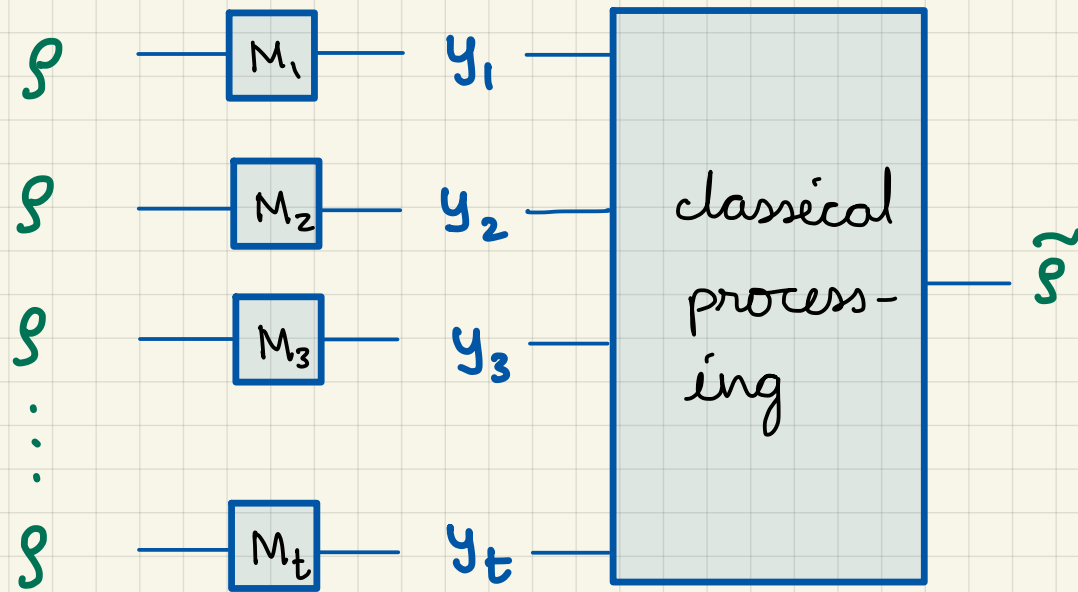 ρ M₁ y₁
ρ M₂ y₂
ρ M₃ y₃
⋮
ρ Mₜ yₜ
classical
process-
ing
ρ̃